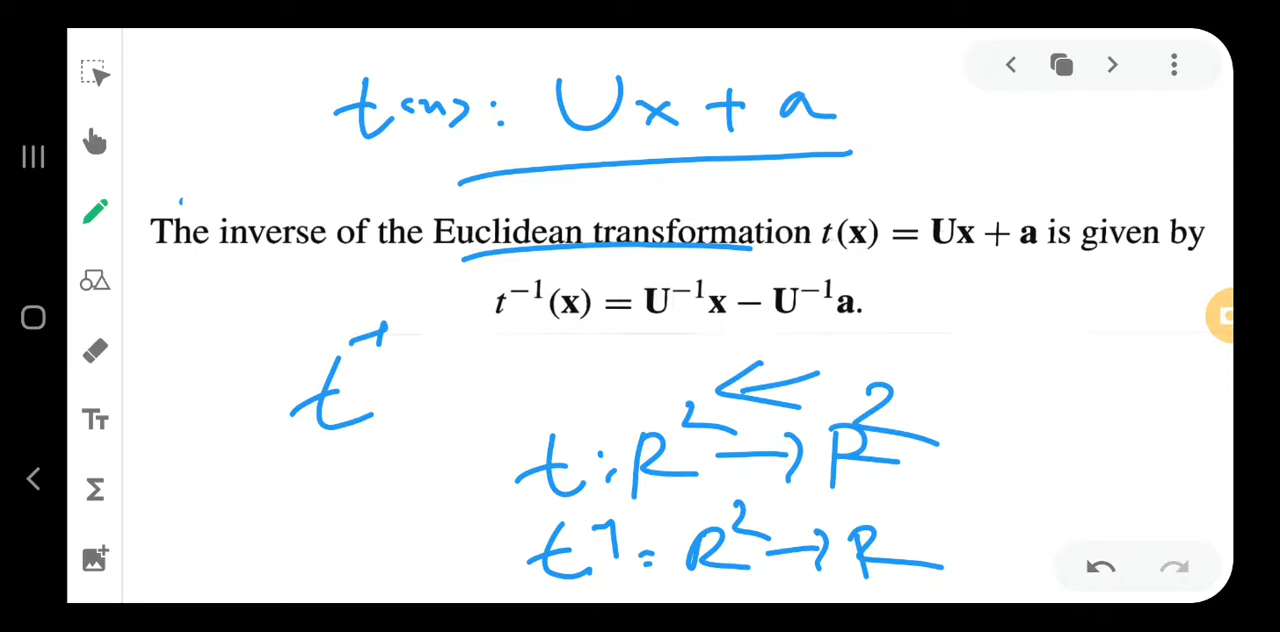 t(x): Ux + a
The inverse of the Euclidean transformation t(x) = Ux + a is given by
t⁻¹(x) = U⁻¹x − U⁻¹a.
t⁻¹
t: R² → R²
t⁻¹: R² → R
Tт
Σ